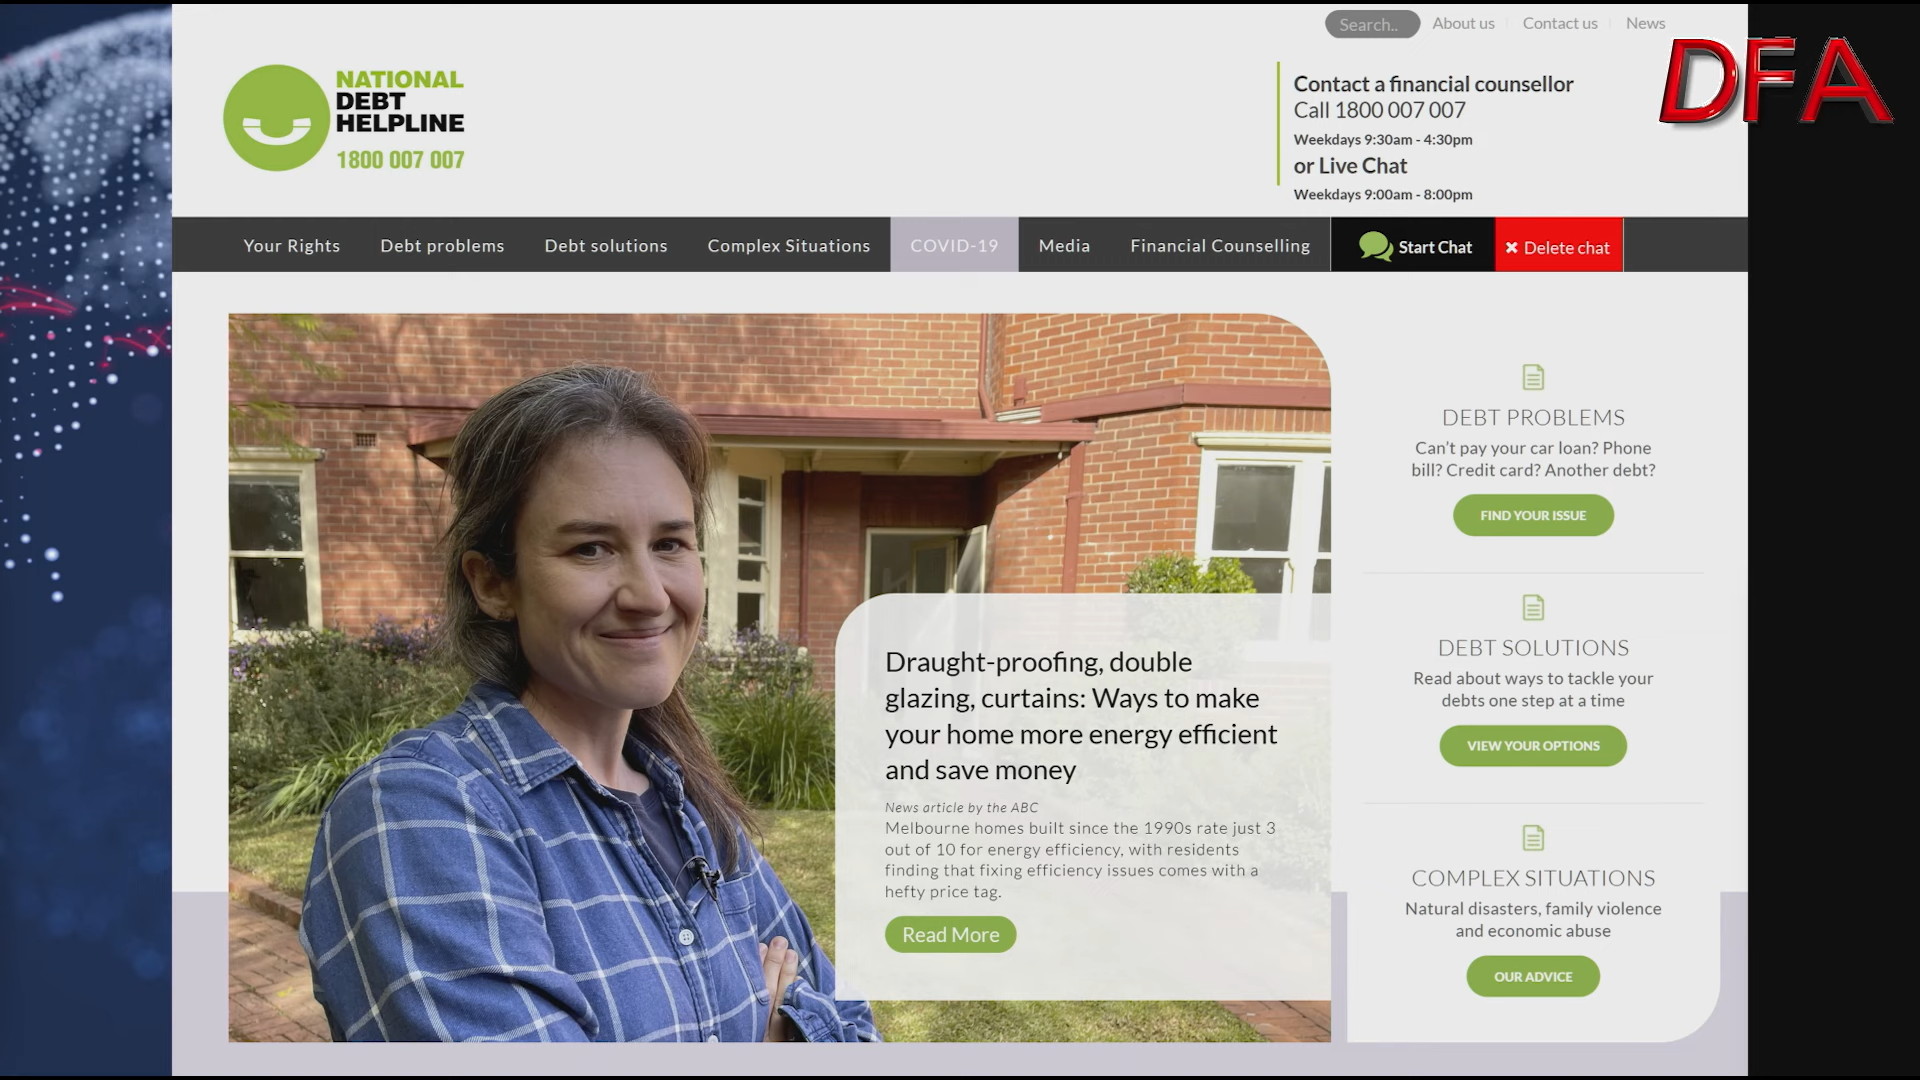 Search..
About us
Contact us
News
DFA
NATIONAL
DEBT
HELPLINE
1800 007 007
Contact a financial counsellor
Call 1800 007 007
Weekdays 9:30am - 4:30pm
or Live Chat
Weekdays 9:00am - 8:00pm
Your Rights
Debt problems
Debt solutions
Complex Situations
COVID-19
Media
Financial Counselling
Start Chat
Delete chat
Draught-proofing, double
glazing, curtains: Ways to make
your home more energy efficient
and save money
News article by the ABC
Melbourne homes built since the 1990s rate just 3
out of 10 for energy efficiency, with residents
finding that fixing efficiency issues comes with a
hefty price tag.
Read More
DEBT PROBLEMS
Can't pay your car loan? Phone
bill? Credit card? Another debt?
FIND YOUR ISSUE
DEBT SOLUTIONS
Read about ways to tackle your
debts one step at a time
VIEW YOUR OPTIONS
COMPLEX SITUATIONS
Natural disasters, family violence
and economic abuse
OUR ADVICE